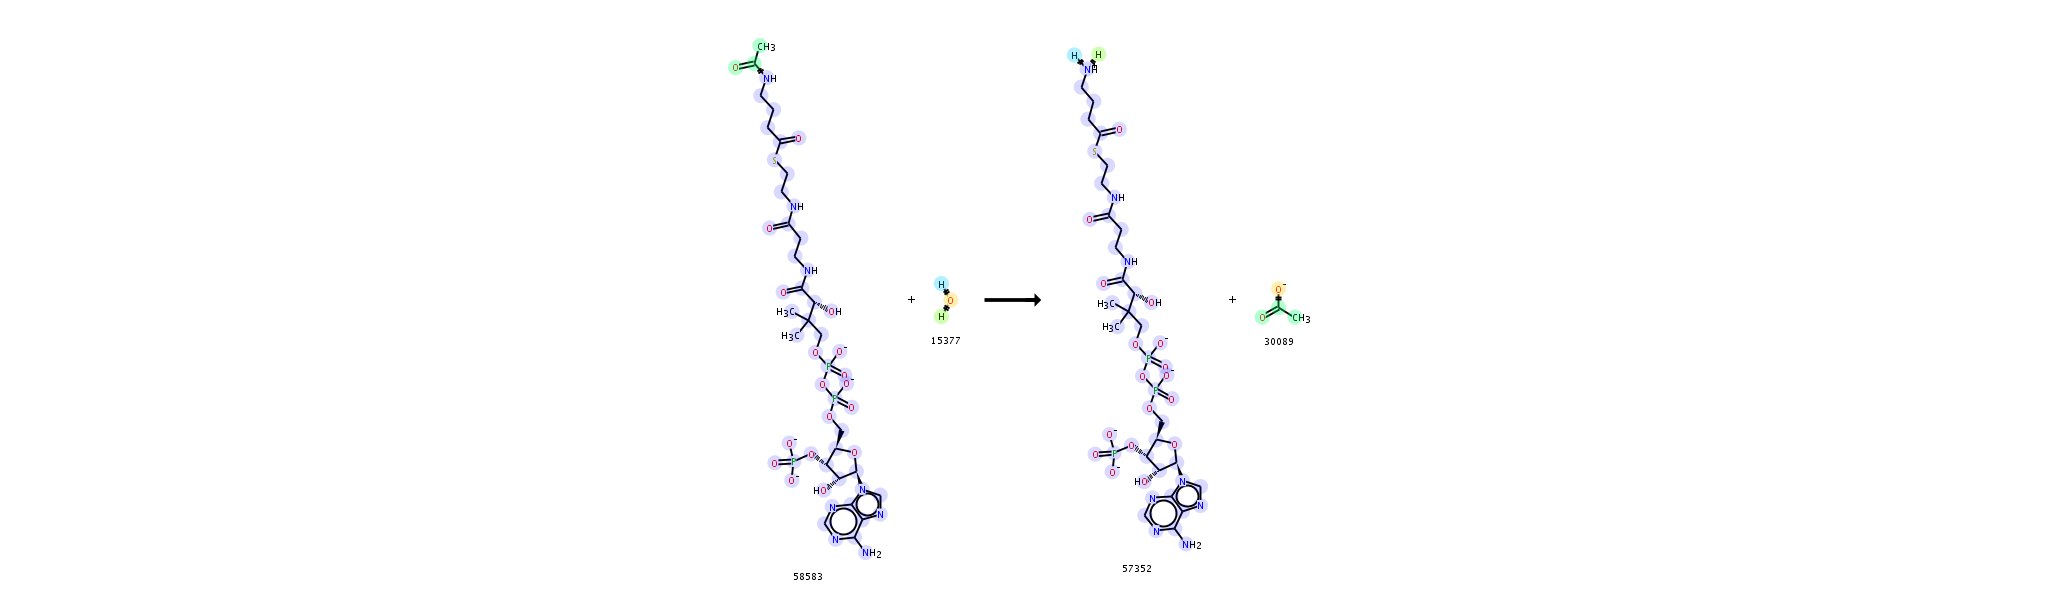 CH3
O
NH
O
S
NH
O
NH
O
OH
H3C
H3C
O
O-
P
O
O
O-
P
O
O
O-
O
P
O
O
O-
HO
N
N
N
N
NH2
58583
+
H
O
H
15377
H
H
NH
O
S
NH
O
NH
O
OH
H3C
H3C
O
O-
P
O
O
O-
P
O
O
O-
O
P
O
O
O-
HO
N
N
N
N
NH2
57352
+
O-
O
CH3
30089